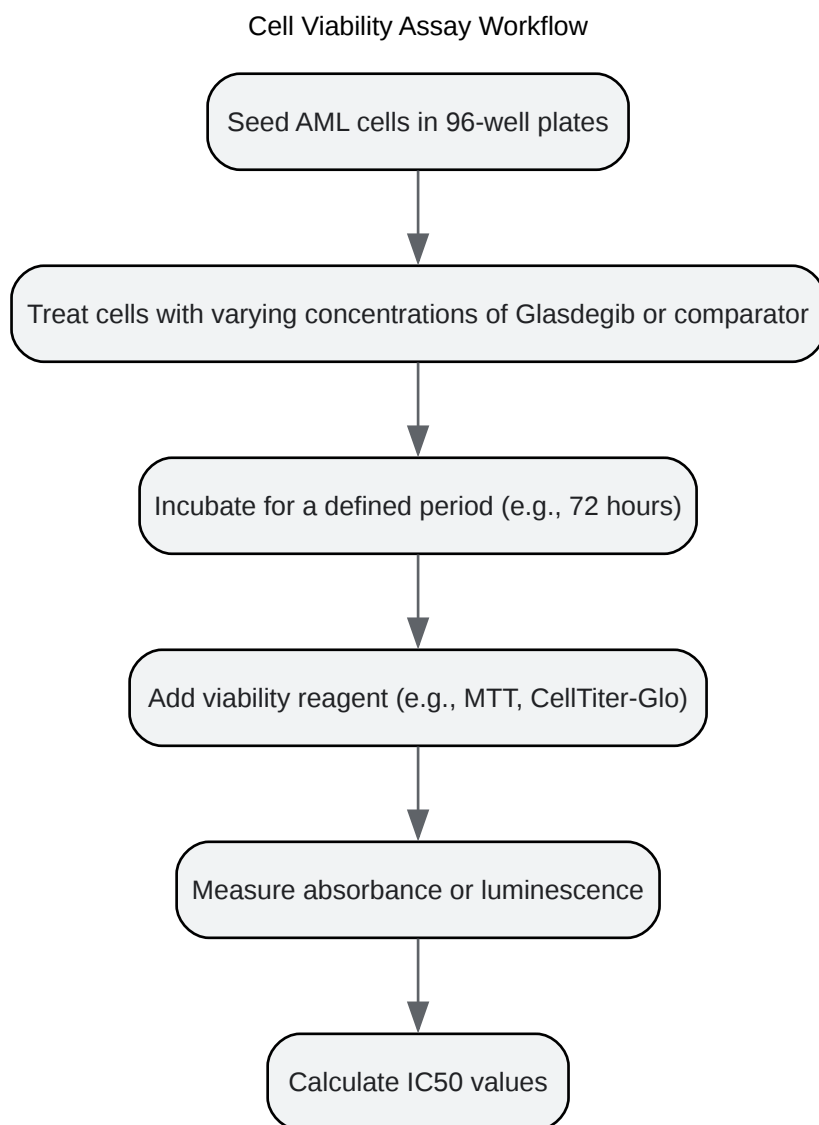 Cell Viability Assay Workflow
Seed AML cells in 96-well plates
Treat cells with varying concentrations of Glasdegib or comparator
Incubate for a defined period (e.g., 72 hours)
Add viability reagent (e.g., MTT, CellTiter-Glo)
Measure absorbance or luminescence
Calculate IC50 values